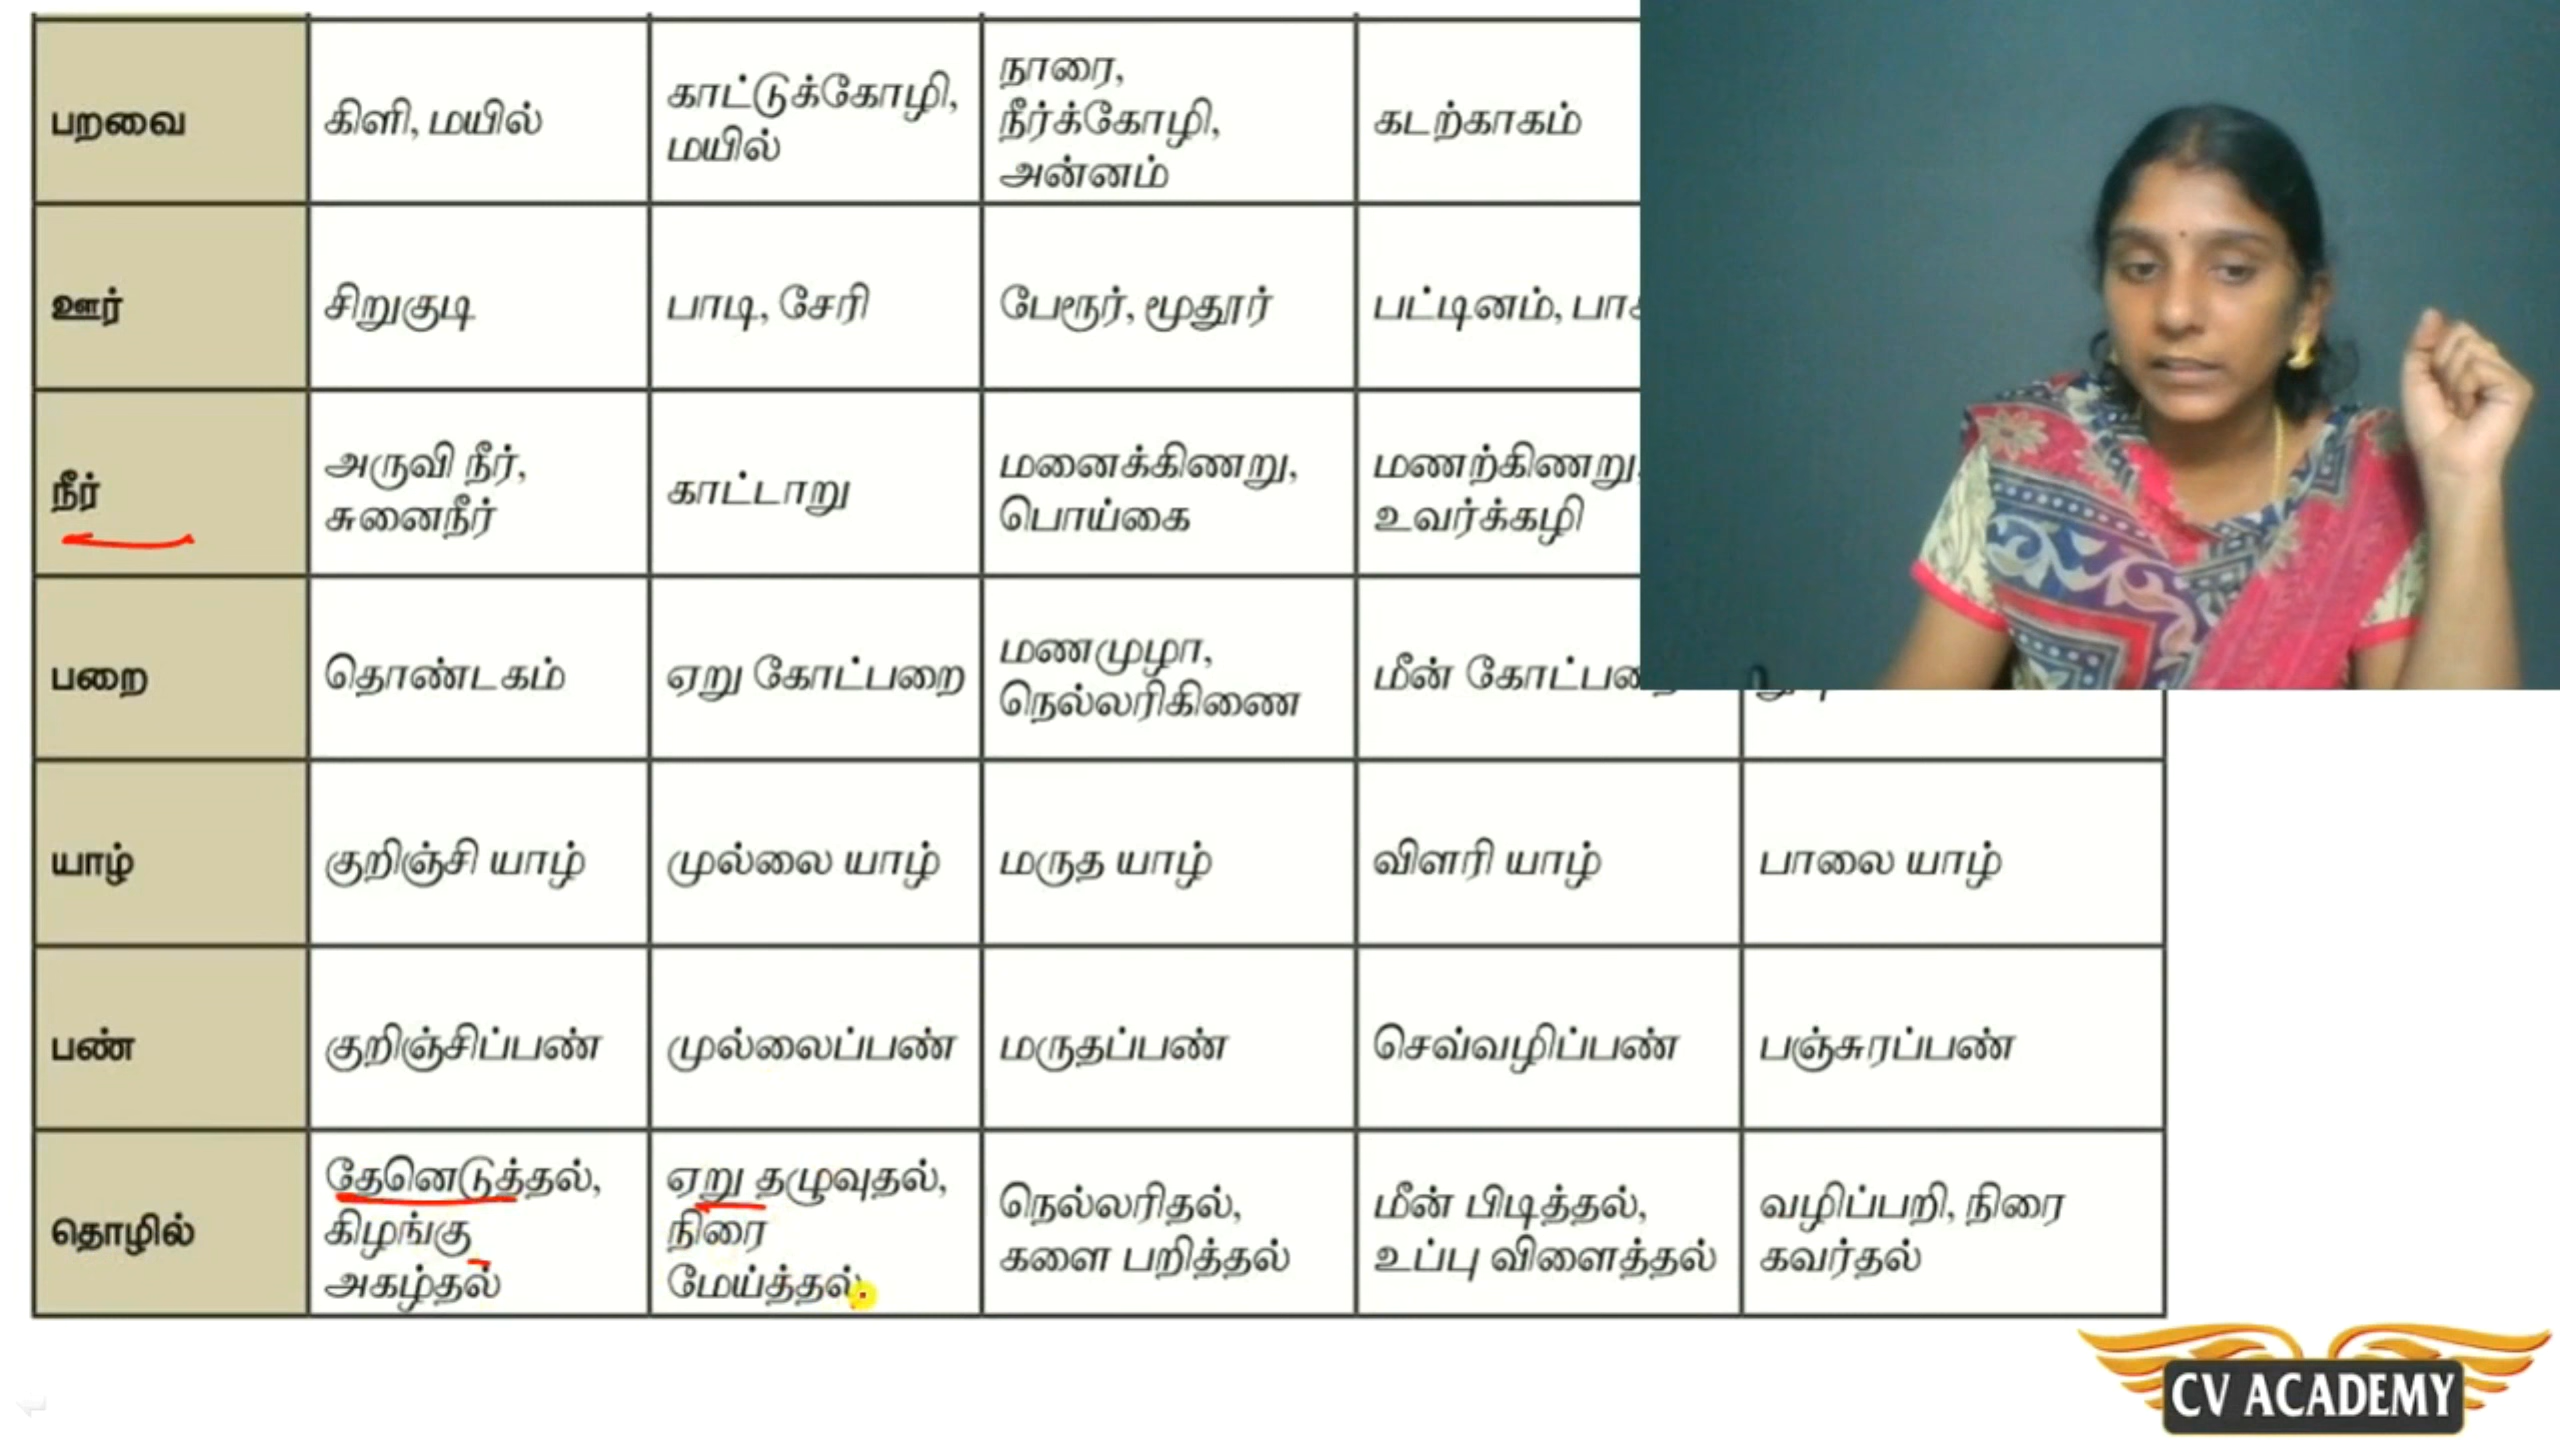 பறவை
கிளி, மயில்
காட்டுக்கோழி,
மயில்
நாரை,
நீர்க்கோழி,
அன்னம்
கடற்காகம்
ஊர்
சிறுகுடி
பாடி, சேரி
பேரூர், மூதூர்
பட்டினம்,
நீர்
அருவி நீர்,
சுனைநீர்
காட்டாறு
மனைக்கிணறு,
பொய்கை
மணற்கிணறு,
உவர்க்கழி
பறை
தொண்டகம்
ஏறு கோட்பறை
மணமுழா,
நெல்லரிகிணை
மீன்
யாழ்
குறிஞ்சி யாழ்
முல்லை யாழ்
மருத யாழ்
விளரி யாழ்
பாலை யாழ்
பண்
குறிஞ்சிப்பண்
முல்லைப்பண்
மருதப்பண்
செவ்வழிப்பண்
பஞ்சுரப்பண்
தொழில்
தேனெடுத்தல்,
கிழங்கு
அகழ்தல்
ஏறு தழுவுதல்,
நிரை
மேய்த்தல்
நெல்லரிதல்,
களை பறித்தல்
மீன் பிடித்தல்,
உப்பு விளைத்தல்
வழிப்பறி, நிரை
கவர்தல்
CV ACADEMY